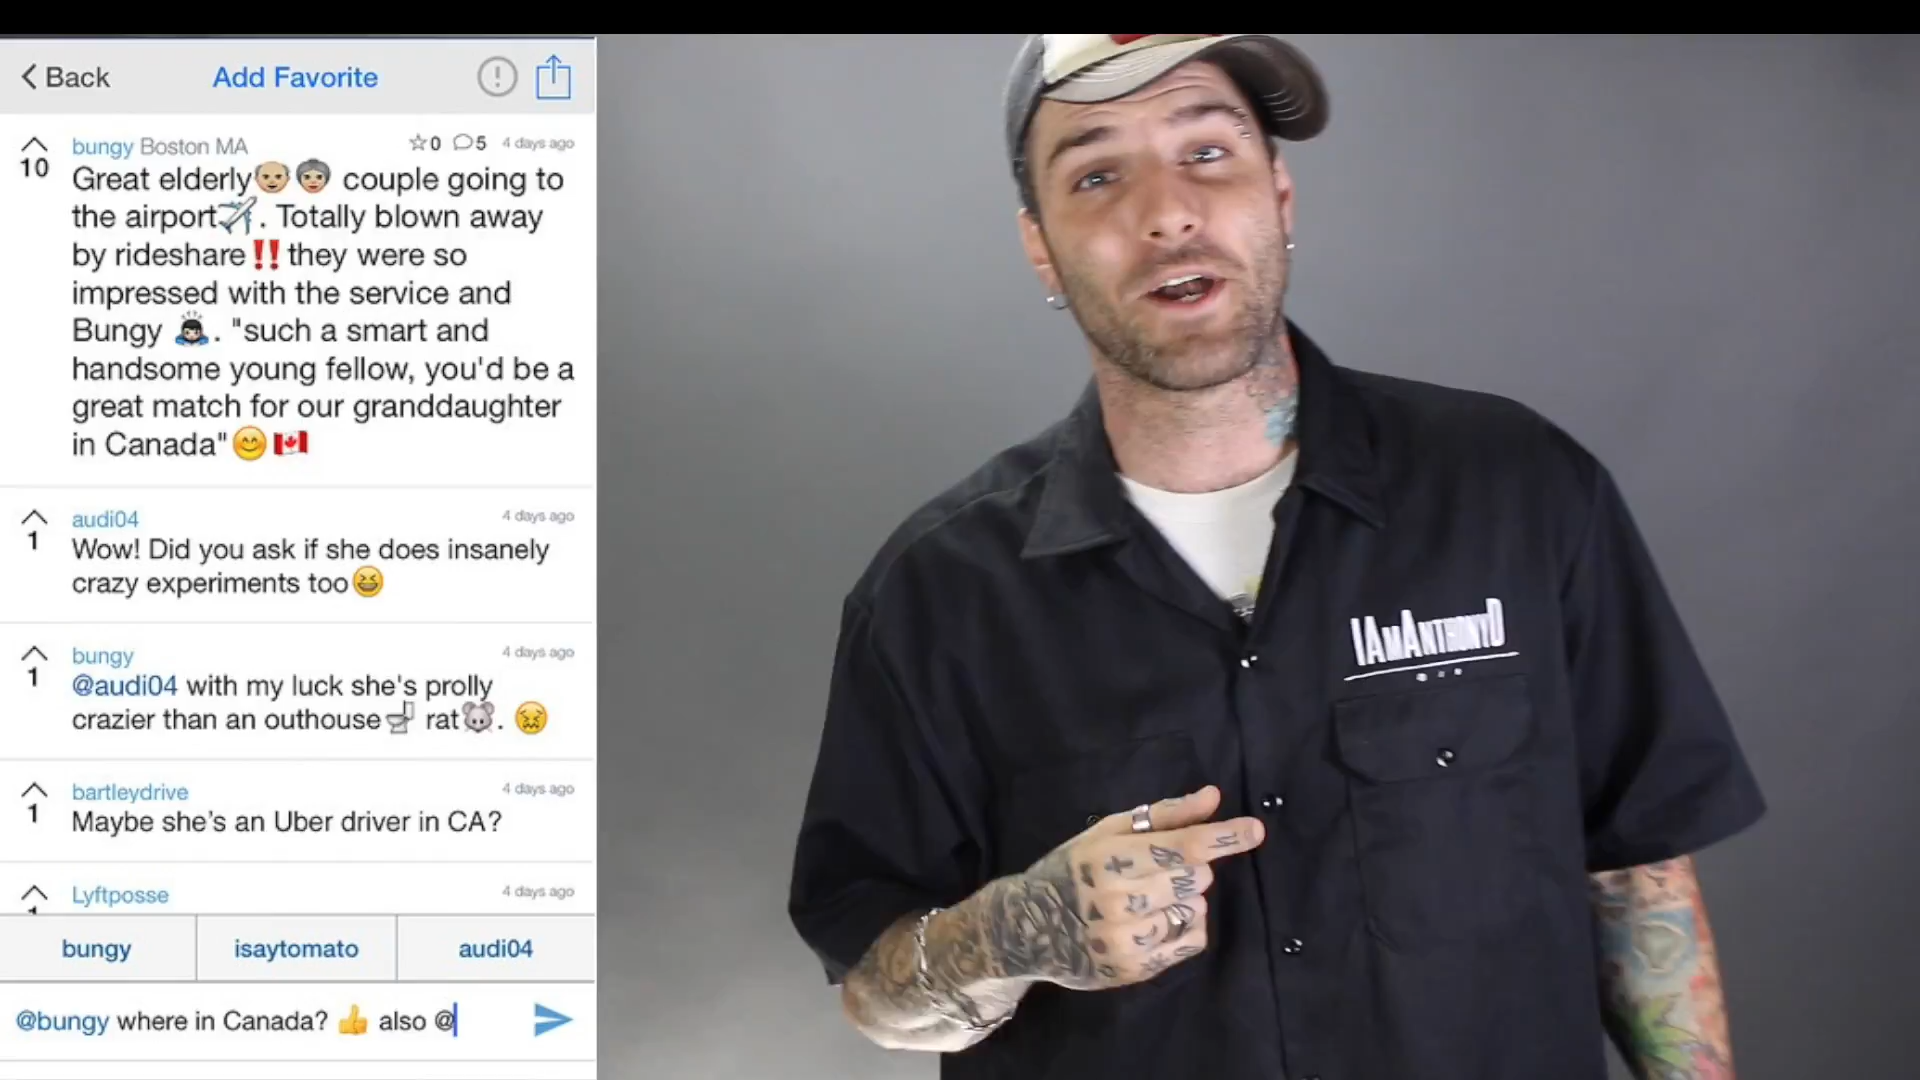 Back
Add Favorite
bungy Boston MA
☆0 5 4 days ago
10
Great elderly👴🏼👵🏼 couple going to
the airport✈️. Totally blown away
by rideshare‼️they were so
impressed with the service and
Bungy 🙇🏻. "such a smart and
handsome young fellow, you'd be a
great match for our granddaughter
in Canada"😊🇨🇦
audi04
4 days ago
1
Wow! Did you ask if she does insanely
crazy experiments too😆
bungy
4 days ago
1
@audi04 with my luck she's prolly
crazier than an outhouse🚽 rat🐭. 😖
bartleydrive
4 days ago
1
Maybe she's an Uber driver in CA?
Lyftposse
4 days ago
bungy
isaytomato
audi04
@bungy where in Canada? 👍 also @
IAMANTHONYD